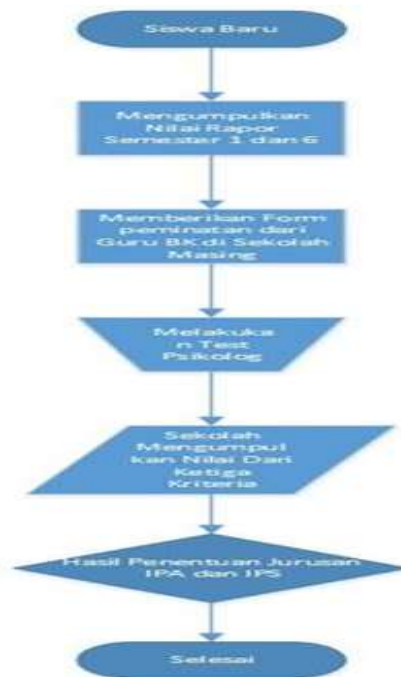 Siswa Baru
Mengumpulkan
Nilai Rapor
Semester 1 dan 6
Memberikan Form
peminatan dari
Guru BK di Sekolah
Masing
Melakuka
n Test
Psikolog
Sekolah
Mengumpul
kan Nilai Dari
Ketiga
Kriteria
Hasil Penentuan Jurusan
IPA dan IPS
Selesai